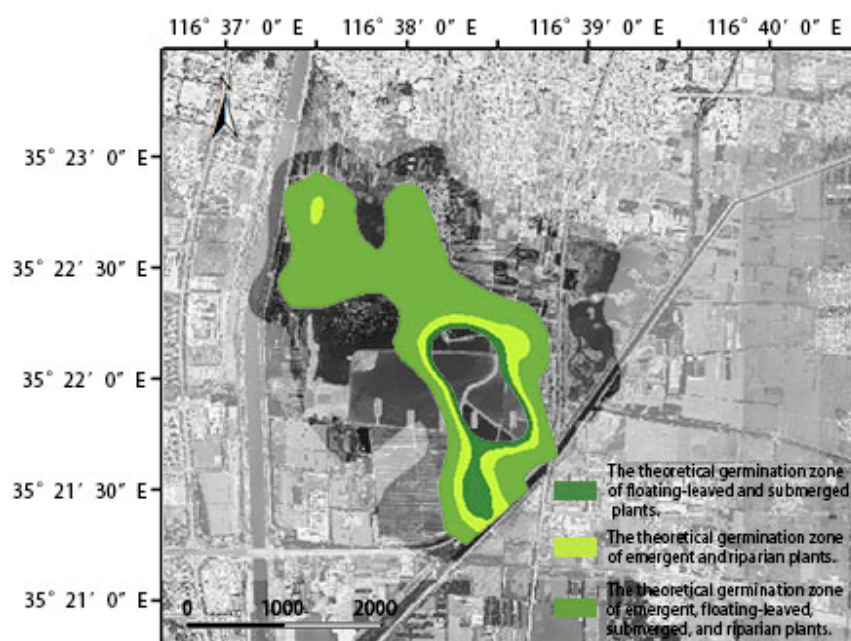 116° 37′ 0″ E 116° 38′ 0″ E 116° 39′ 0″ E 116° 40′ 0″ E
35° 23′ 0″ E
35° 22′ 30″ E
35° 22′ 0″ E
35° 21′ 30″ E
35° 21′ 0″ E
The theoretical germination zone
of floating-leaved and submerged
plants.
The theoretical germination zone
of emergent and riparian plants.
The theoretical germination zone
of emergent, floating-leaved,
submerged, and riparian plants.
0 1000 2000